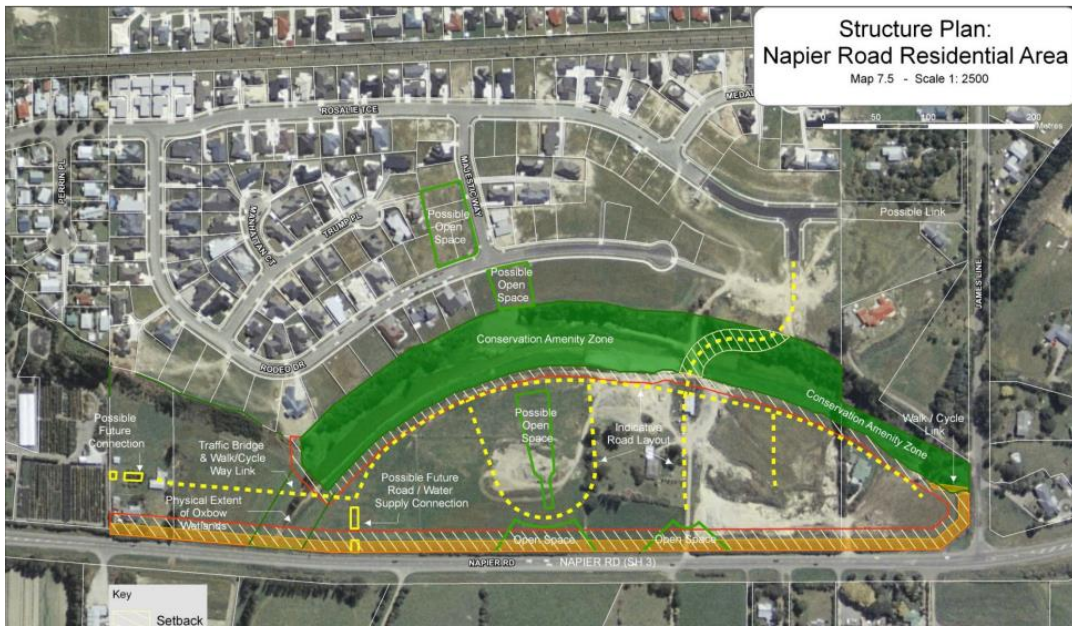 Structure Plan:
Napier Road Residential Area
Map 7.5 - Scale 1: 2500
0 50 100 200
Metres
ROSALIE TCE
PERRIN PL
MAJESTIC WAY
MANHATTAN CT
TRUMP PL
Possible
Open
Space
Possible Link
JAMES LINE
Possible
Open
Space
Conservation Amenity Zone
RODEO DR
Conservation Amenity Zone
Walk / Cycle
Link
Possible
Future
Connection
Traffic Bridge
& Walk/Cycle
Way Link
Physical Extent
of Oxbow
Wetlands
Possible Future
Road / Water
Supply Connection
Possible
Open
Space
Indicative
Road Layout
Open Space
Open Space
NAPIER RD
NAPIER RD (SH 3)
Key
Setback